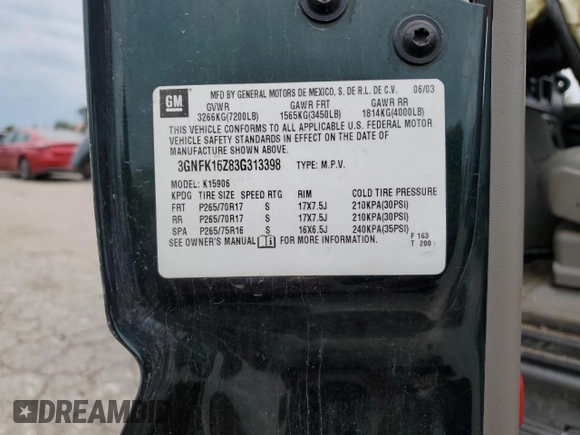 GM
MFD BY GENERAL MOTORS DE MEXICO, S. DE R.L. DE C.V. 06/03
GVWR GAWR FRT GAWR RR
3266KG(7200LB) 1565KG(3450LB) 1814KG(4000LB)
THIS VEHICLE CONFORMS TO ALL APPLICABLE U.S. FEDERAL MOTOR
VEHICLE SAFETY STANDARDS IN EFFECT ON THE DATE OF
MANUFACTURE SHOWN ABOVE.
3GNFK16Z83G313398 TYPE: M.P.V.
MODEL: K15906
KPDG TIRE SIZE SPEED RTG RIM COLD TIRE PRESSURE
FRT P265/70R17 S 17X7.5J 210KPA(30PSI)
RR P265/70R17 S 17X7.5J 210KPA(30PSI)
SPA P265/75R16 S 16X6.5J 240KPA(35PSI)
SEE OWNER'S MANUAL i FOR MORE INFORMATION.
F 163
T 200
DREAMBID